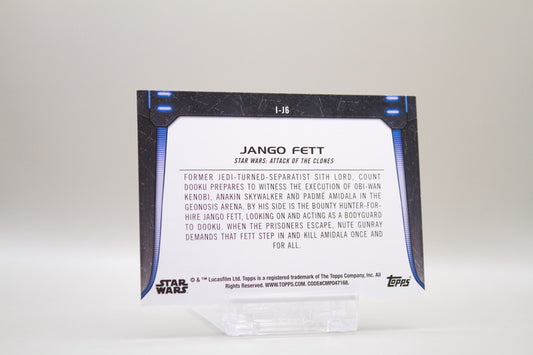 I-J6
JANGO FETT
STAR WARS: ATTACK OF THE CLONES
FORMER JEDI-TURNED-SEPARATIST SITH LORD, COUNT
DOOKU PREPARES TO WITNESS THE EXECUTION OF OBI-WAN
KENOBI, ANAKIN SKYWALKER AND PADMÉ AMIDALA IN THE
GEONOSIS ARENA. BY HIS SIDE IS THE BOUNTY HUNTER-FOR-
HIRE JANGO FETT, LOOKING ON AND ACTING AS A BODYGUARD
TO DOOKU. WHEN THE PRISONERS ESCAPE, NUTE GUNRAY
DEMANDS THAT FETT STEP IN AND KILL AMIDALA ONCE AND
FOR ALL.
STAR
WARS
© & ™ Lucasfilm Ltd. Topps is a registered trademark of The Topps Company, Inc. All
Rights Reserved. WWW.TOPPS.COM. CODE#CMP047168.
Topps